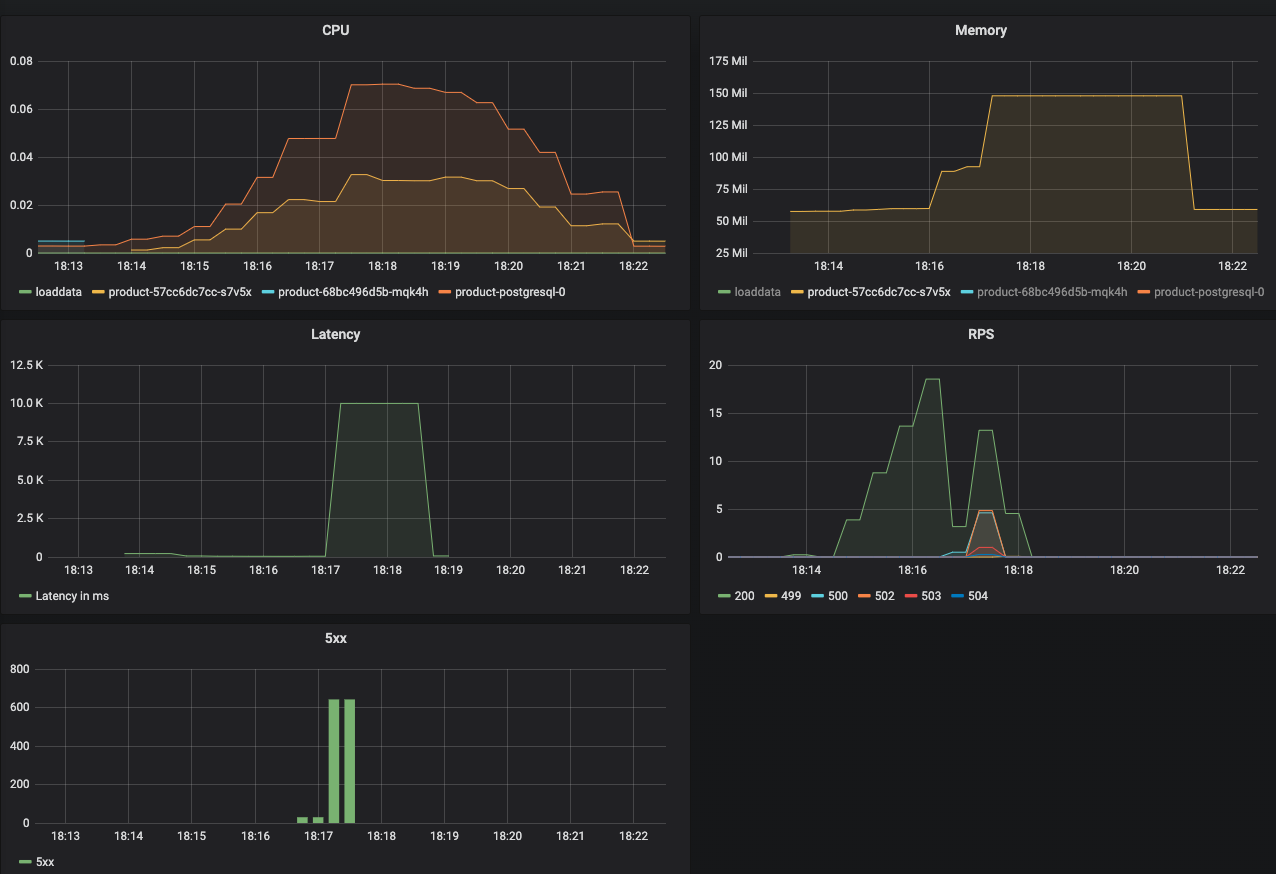 CPU
0.08
0.06
0.04
0.02
0
18:13 18:14 18:15 18:16 18:17 18:18 18:19 18:20 18:21 18:22
loaddata product-57cc6dc7cc-s7v5x product-68bc496d5b-mqk4h product-postgresql-0
Memory
175 Mil
150 Mil
125 Mil
100 Mil
75 Mil
50 Mil
25 Mil
18:14 18:16 18:18 18:20 18:22
loaddata product-57cc6dc7cc-s7v5x product-68bc496d5b-mqk4h product-postgresql-0
Latency
12.5 K
10.0 K
7.5 K
5.0 K
2.5 K
0
18:13 18:14 18:15 18:16 18:17 18:18 18:19 18:20 18:21 18:22
Latency in ms
RPS
20
15
10
5
0
18:14 18:16 18:18 18:20 18:22
200 499 500 502 503 504
5xx
800
600
400
200
0
18:13 18:14 18:15 18:16 18:17 18:18 18:19 18:20 18:21 18:22
5xx